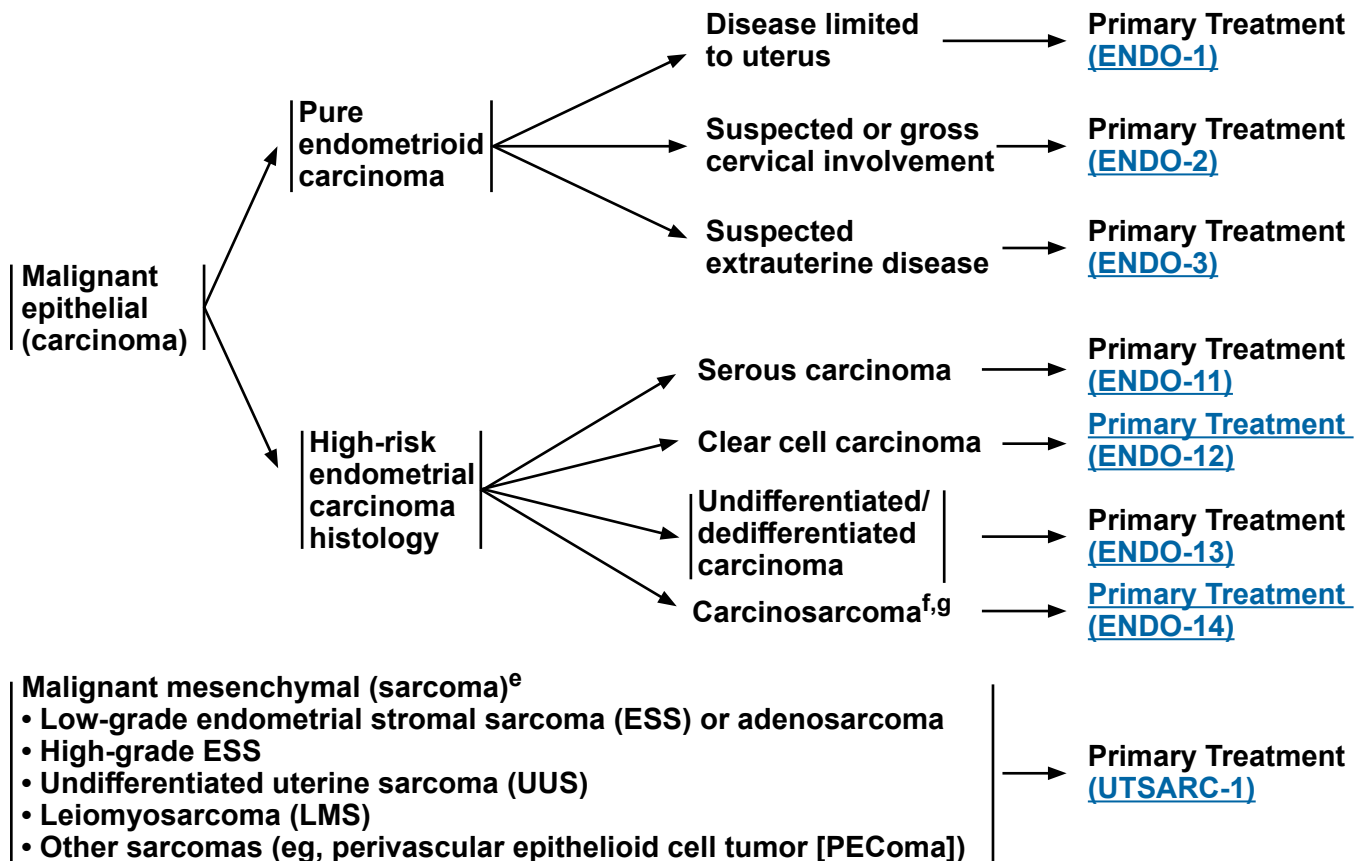 Disease limited
to uterus
Primary Treatment
(ENDO-1)
Pure
endometrioid
carcinoma
Suspected or gross
cervical involvement
Primary Treatment
(ENDO-2)
Suspected
extrauterine disease
Primary Treatment
(ENDO-3)
Malignant
epithelial
(carcinoma)
Serous carcinoma
Primary Treatment
(ENDO-11)
High-risk
endometrial
carcinoma
histology
Clear cell carcinoma
Primary Treatment
(ENDO-12)
Undifferentiated/
dedifferentiated
carcinoma
Primary Treatment
(ENDO-13)
Carcinosarcomaf,g
Primary Treatment
(ENDO-14)
Malignant mesenchymal (sarcoma)e
• Low-grade endometrial stromal sarcoma (ESS) or adenosarcoma
• High-grade ESS
• Undifferentiated uterine sarcoma (UUS)
• Leiomyosarcoma (LMS)
• Other sarcomas (eg, perivascular epithelioid cell tumor [PEComa])
Primary Treatment
(UTSARC-1)